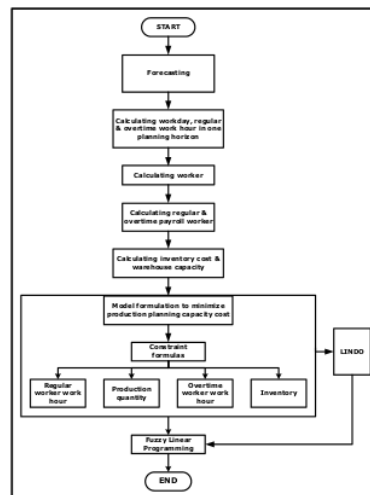 START
Forecasting
Calculating workday, regular
& overtime work hour in one
planning horizon
Calculating worker
Calculating regular &
overtime payroll worker
Calculating inventory cost &
warehouse capacity
Model formulation to minimize
production planning capacity cost
Constraint
formulas
Regular
worker work
hour
Production
quantity
Overtime
worker work
hour
Inventory
LINDO
Fuzzy Linear
Programming
END